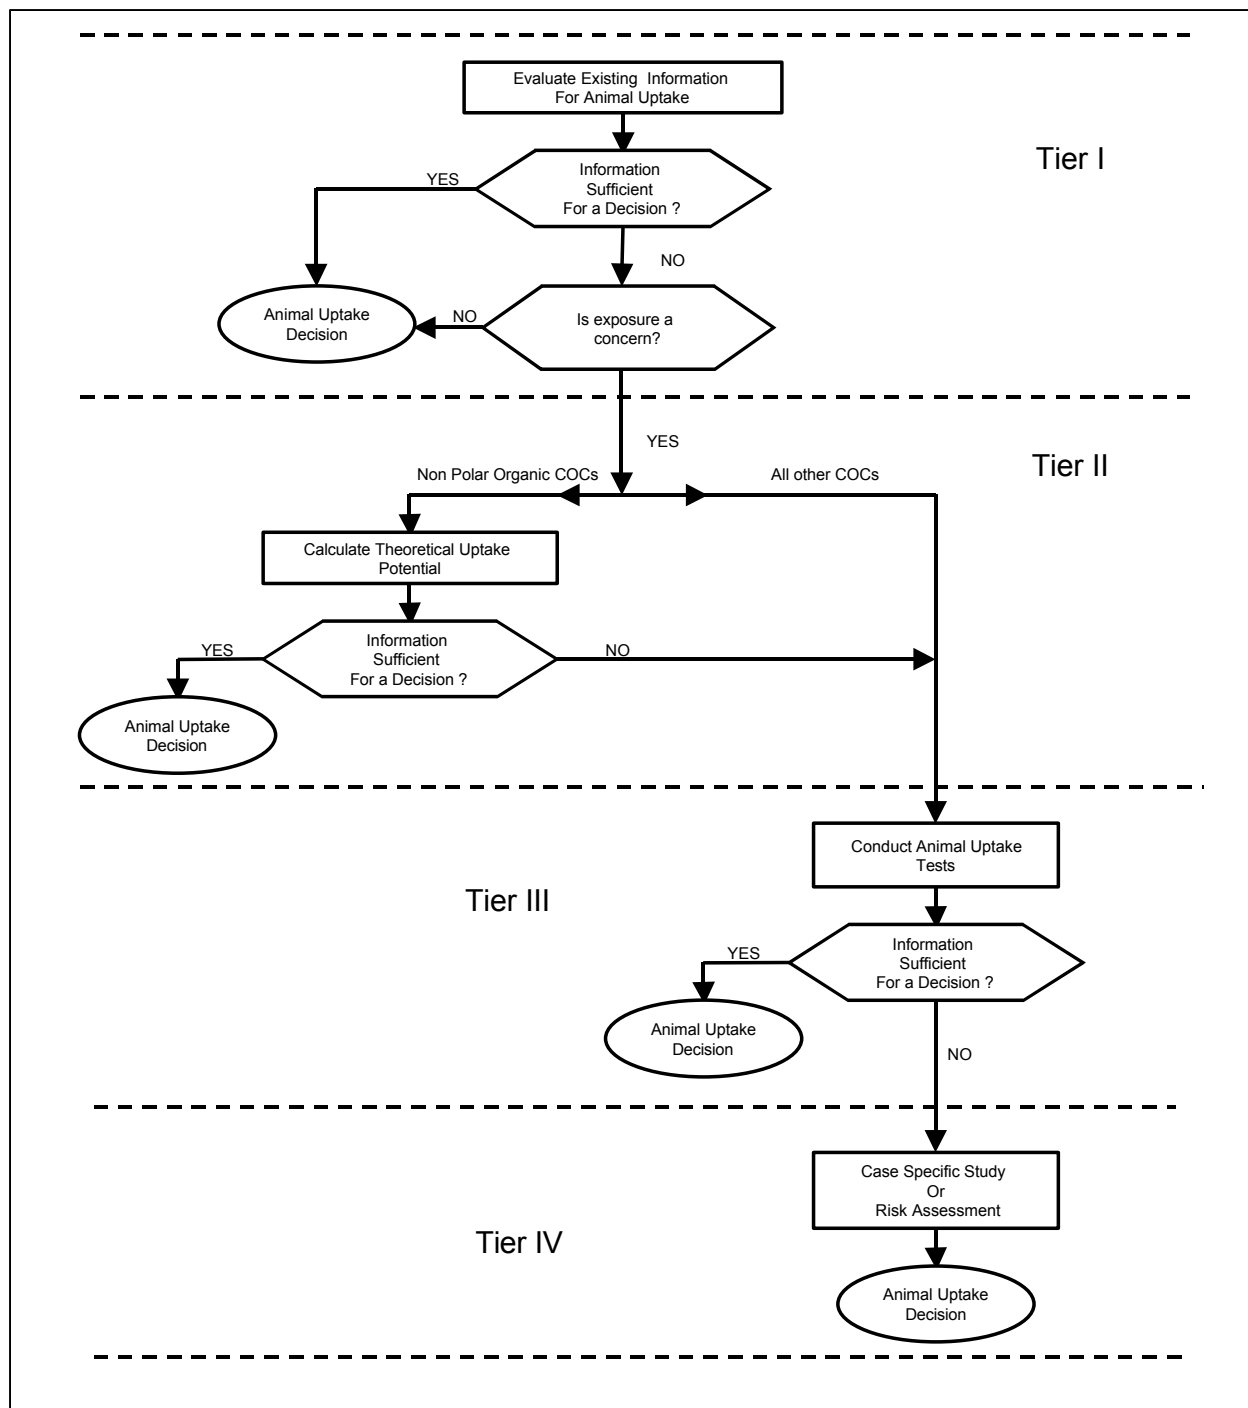 Evaluate Existing Information
For Animal Uptake
Tier I
Information
Sufficient
For a Decision ?
YES
NO
Animal Uptake
Decision
NO
Is exposure a
concern?
YES
Tier II
Non Polar Organic COCs
All other COCs
Calculate Theoretical Uptake
Potential
YES
Information
Sufficient
For a Decision ?
NO
Animal Uptake
Decision
Conduct Animal Uptake
Tests
Tier III
YES
Information
Sufficient
For a Decision ?
Animal Uptake
Decision
NO
Case Specific Study
Or
Risk Assessment
Tier IV
Animal Uptake
Decision